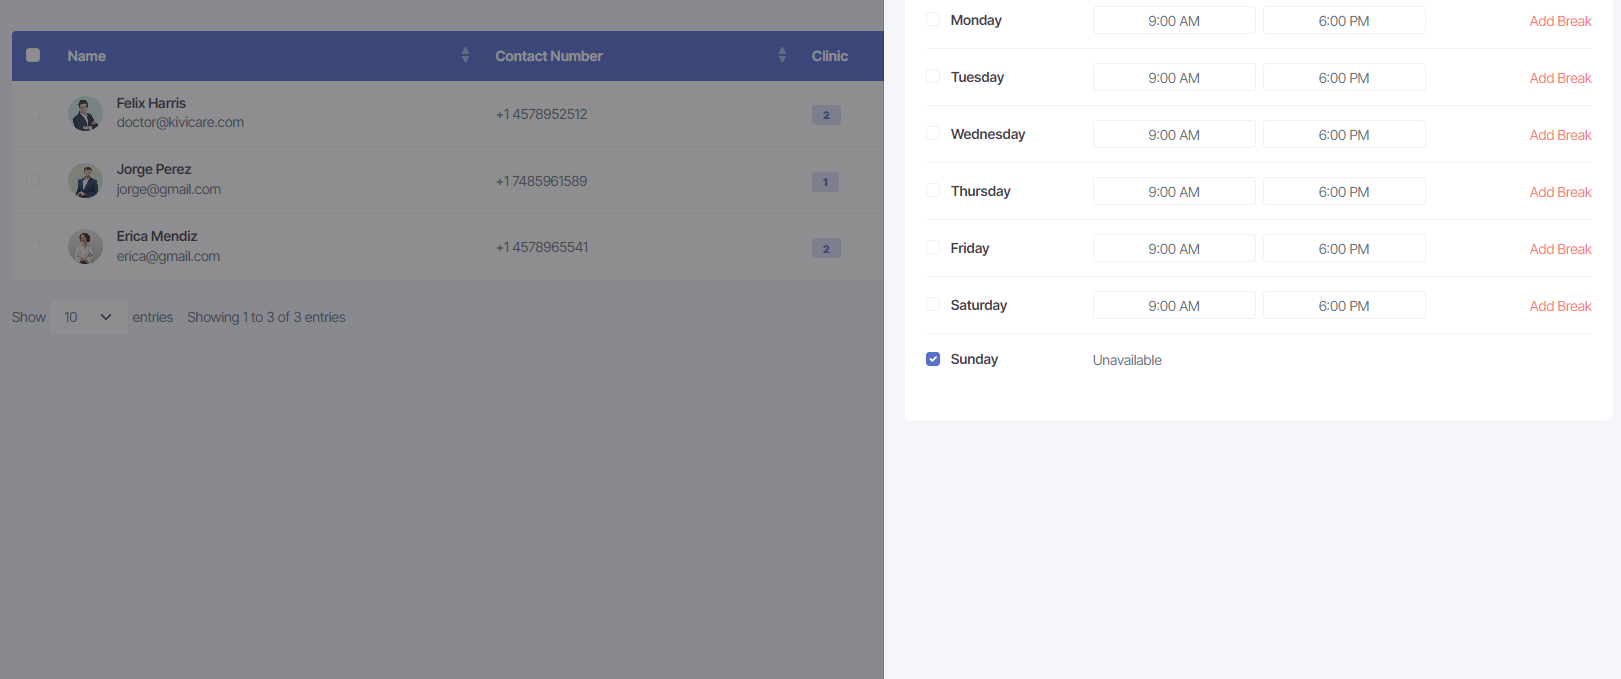 Name Contact Number Clinic
Felix Harris
doctor@kivicare.com
+1 4578952512
2
Jorge Perez
jorge@gmail.com
+1 7485961589
1
Erica Mendiz
erica@gmail.com
+1 4578965541
2
Show 10 entries Showing 1 to 3 of 3 entries
Monday 9:00 AM 6:00 PM Add Break
Tuesday 9:00 AM 6:00 PM Add Break
Wednesday 9:00 AM 6:00 PM Add Break
Thursday 9:00 AM 6:00 PM Add Break
Friday 9:00 AM 6:00 PM Add Break
Saturday 9:00 AM 6:00 PM Add Break
Sunday Unavailable